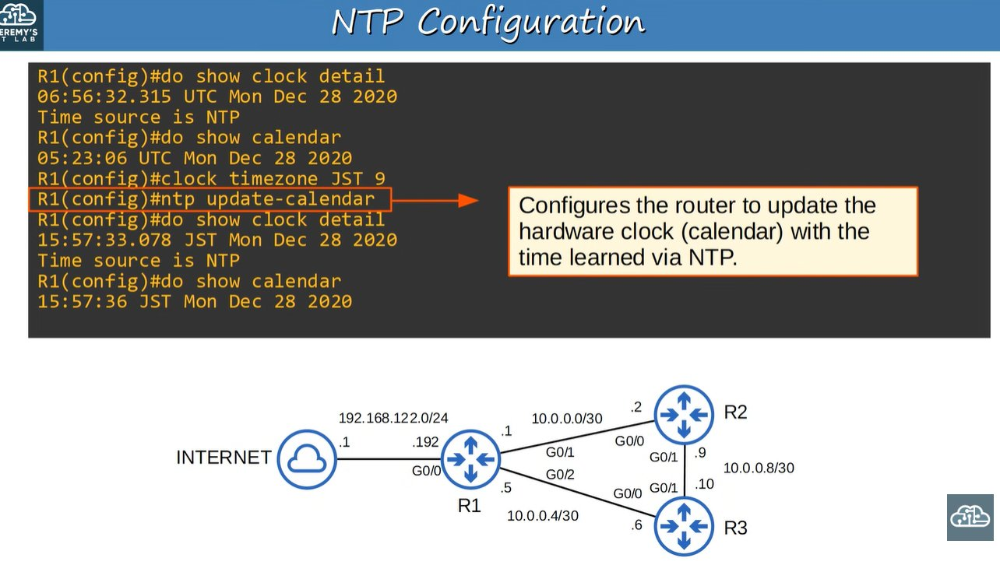 NTP Configuration
EREMY'S
T LAB
R1(config)#do show clock detail
06:56:32.315 UTC Mon Dec 28 2020
Time source is NTP
R1(config)#do show calendar
05:23:06 UTC Mon Dec 28 2020
R1(config)#clock timezone JST 9
R1(config)#ntp update-calendar
R1(config)#do show clock detail
15:57:33.078 JST Mon Dec 28 2020
Time source is NTP
R1(config)#do show calendar
15:57:36 JST Mon Dec 28 2020
Configures the router to update the
hardware clock (calendar) with the
time learned via NTP.
INTERNET
192.168.122.0/24
.1
.192
G0/0
R1
.1
10.0.0.0/30
.2
G0/1
G0/0
R2
G0/2
.5
10.0.0.4/30
G0/1
.9
10.0.0.8/30
.10
G0/0
G0/1
.6
R3